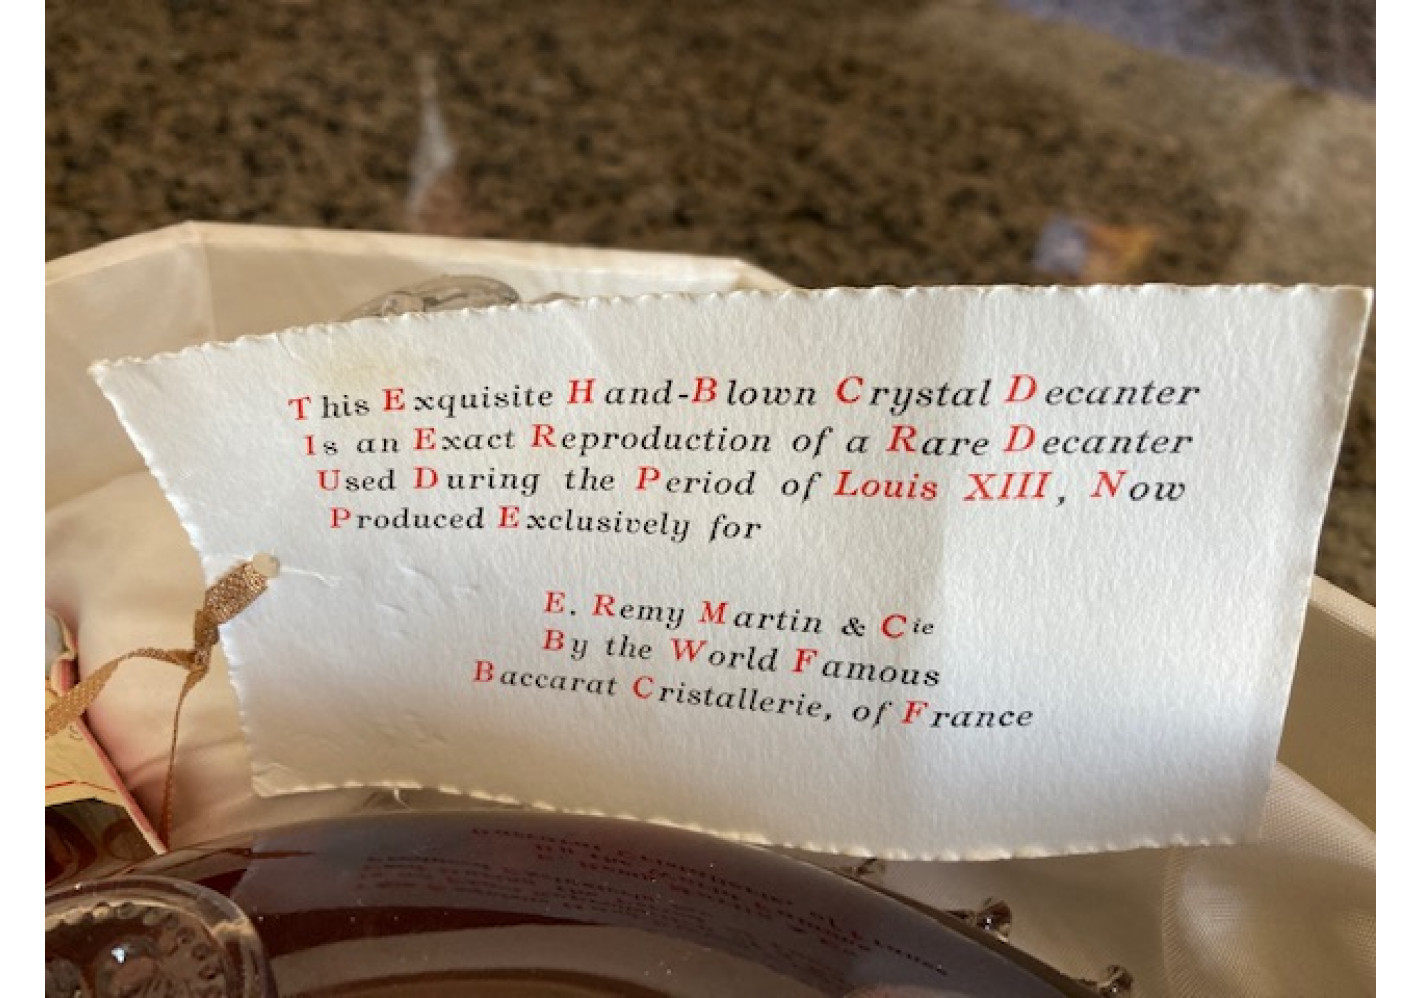 This Exquisite Hand-Blown Crystal Decanter
Is an Exact Reproduction of a Rare Decanter
Used During the Period of Louis XIII, Now
Produced Exclusively for
E. Remy Martin & Cie
By the World Famous
Baccarat Cristallerie, of France